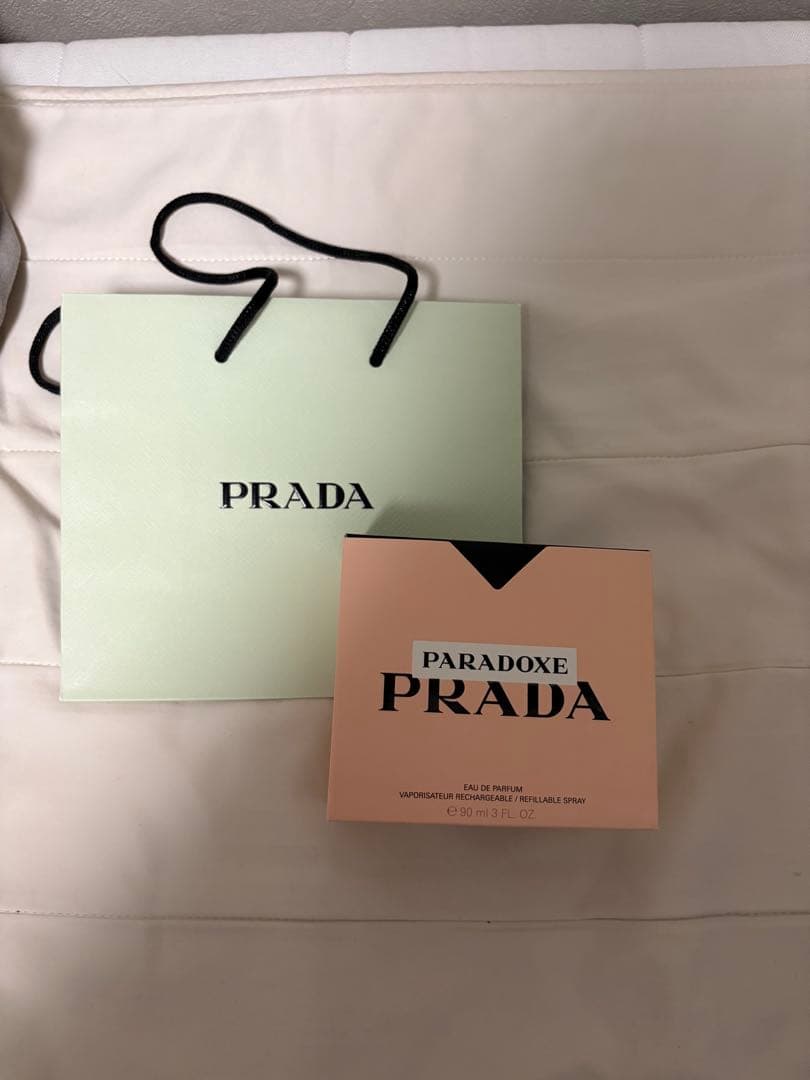 PRADA
PARADOXE
PRADA
EAU DE PARFUM
VAPORISATEUR RECHARGEABLE / REFILLABLE SPRAY
℮ 90 ml 3 FL. OZ.